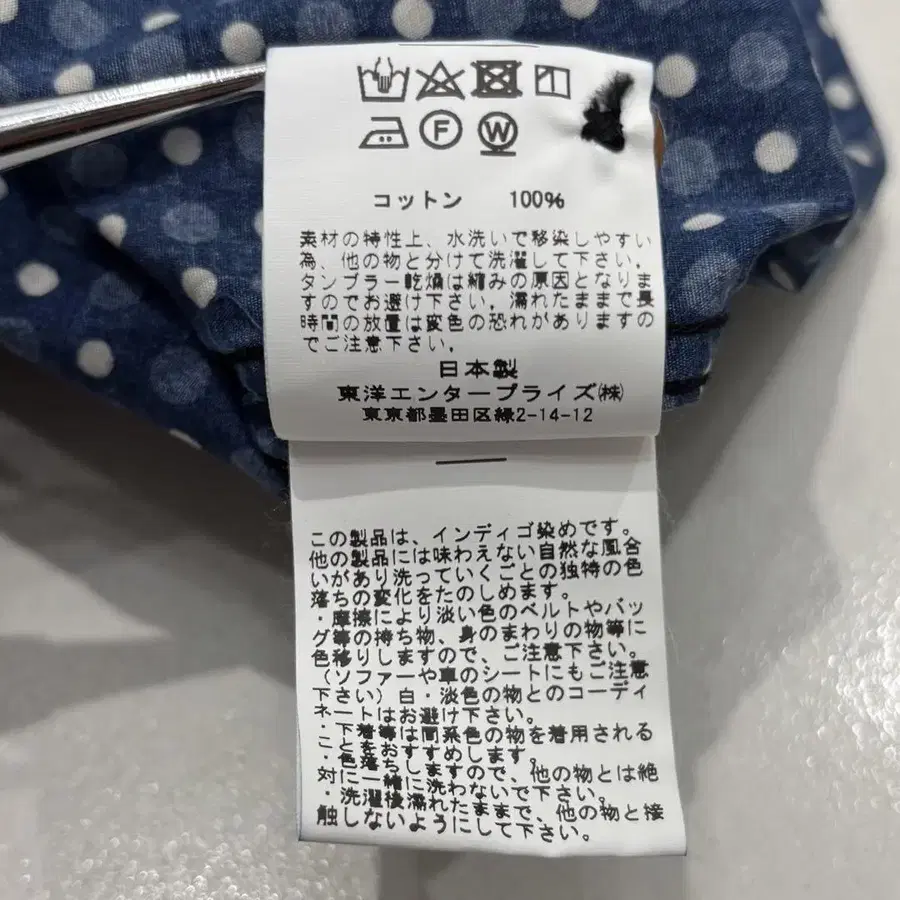 F W
コットン 100%
素材の特性上、水洗いで移染しやすい
為、他の物と分けて洗濯して下さい。
タンブラー乾燥は縮みの原因となりま
すのでお避け下さい。濡れたままで長
時間の放置は変色の恐れがありますの
でご注意下さい。
日本製
東洋エンタープライズ㈱
東京都墨田区緑2-14-12
この製品は、インディゴ染めです。
他の製品には味わえない自然な風合
いがあり洗っていくごとの独特の色
落ちの変化をたのしめます。
・摩擦により淡い色のベルトやバッ
グ等の持ち物、身のまわりの物等に
色移りしますので、ご注意下さい。
（ソファーや車のシートにもご注意
下さい）白・淡色の物とのコーディ
ネートはお避け下さい。
・下着等は同系色の物を着用される
ことをおすすめします。
・色落ちしますので、他の物とは絶
対に一緒に洗わないで下さい。
・洗濯後濡れたままで、他の物と接
触しないようにして下さい。